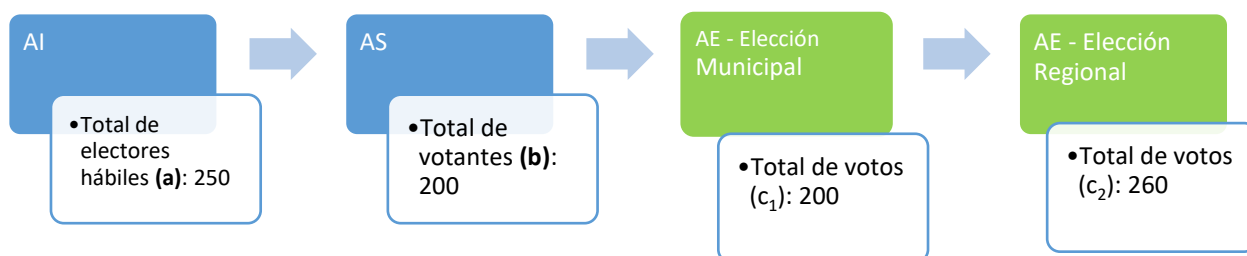 AI
•Total de
electores
hábiles (a): 250
AS
•Total de
votantes (b):
200
AE - Elección
Municipal
•Total de votos
(c₁): 200
AE - Elección
Regional
•Total de votos
(c₂): 260